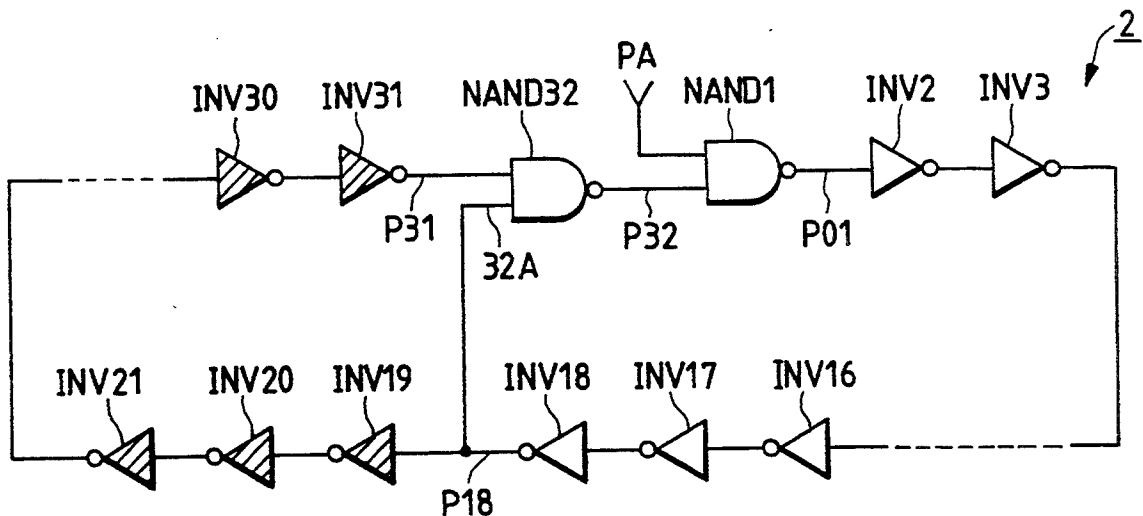 2
PA
INV30 INV31 NAND32 NAND1 INV2 INV3
P31 32A P32 P01
INV21 INV20 INV19 INV18 INV17 INV16
P18